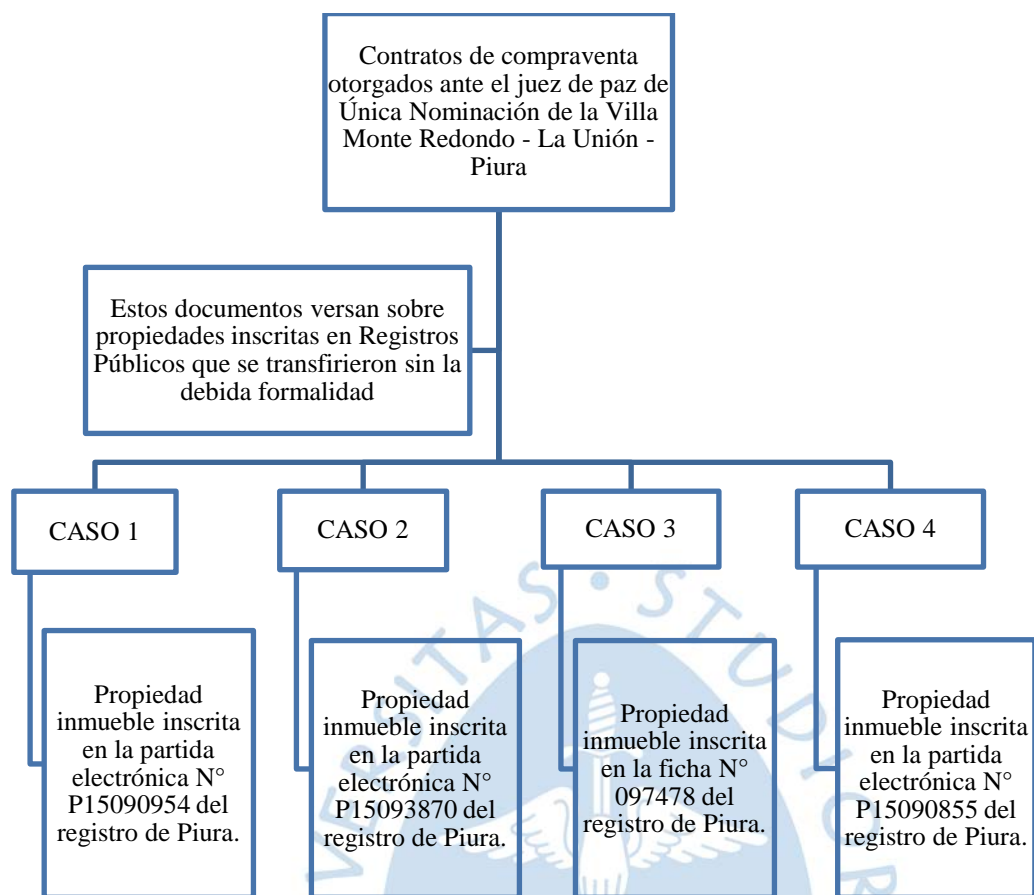 Contratos de compraventa
otorgados ante el juez de paz de
Única Nominación de la Villa
Monte Redondo - La Unión -
Piura
Estos documentos versan sobre
propiedades inscritas en Registros
Públicos que se transfirieron sin la
debida formalidad
CASO 1
CASO 2
CASO 3
CASO 4
Propiedad
inmueble inscrita
en la partida
electrónica N°
P15090954 del
registro de Piura.
Propiedad
inmueble inscrita
en la partida
electrónica N°
P15093870 del
registro de Piura.
Propiedad
inmueble inscrita
en la ficha N°
097478 del
registro de Piura.
Propiedad
inmueble inscrita
en la partida
electrónica N°
P15090855 del
registro de Piura.
VERSITAS • STUDIOR